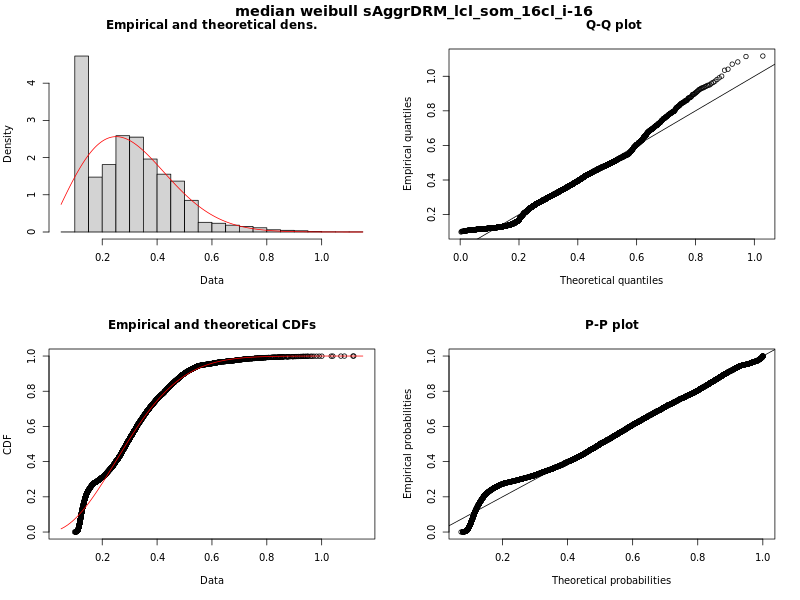 median weibull sAggrDRM_lcl_som_16cl_i-16
Empirical and theoretical dens.
Density
0 1 2 3 4
0.2 0.4 0.6 0.8 1.0
Data
Q-Q plot
Empirical quantiles
0.2 0.4 0.6 0.8 1.0
0.0 0.2 0.4 0.6 0.8 1.0
Theoretical quantiles
Empirical and theoretical CDFs
CDF
0.0 0.2 0.4 0.6 0.8 1.0
0.2 0.4 0.6 0.8 1.0
Data
P-P plot
Empirical probabilities
0.0 0.2 0.4 0.6 0.8 1.0
0.2 0.4 0.6 0.8 1.0
Theoretical probabilities